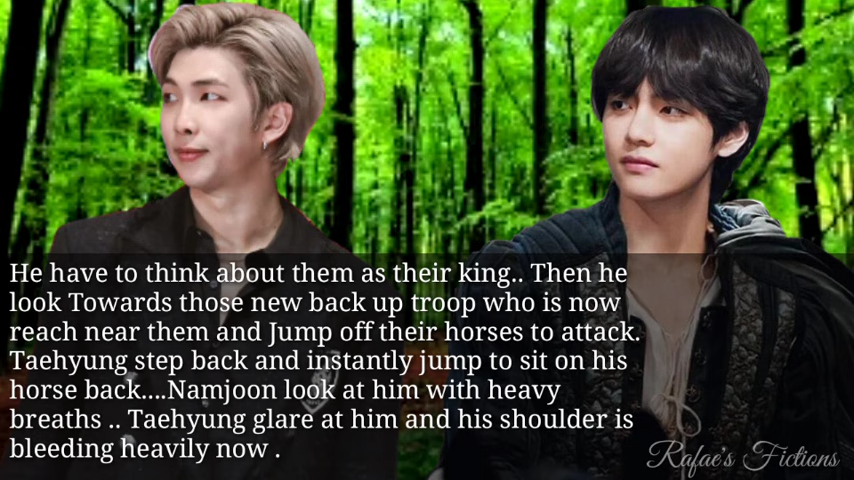 He have to think about them as their king.. Then he
look Towards those new back up troop who is now
reach near them and Jump off their horses to attack.
Taehyung step back and instantly jump to sit on his
horse back....Namjoon look at him with heavy
breaths .. Taehyung glare at him and his shoulder is
bleeding heavily now .
Rafae's Fictions